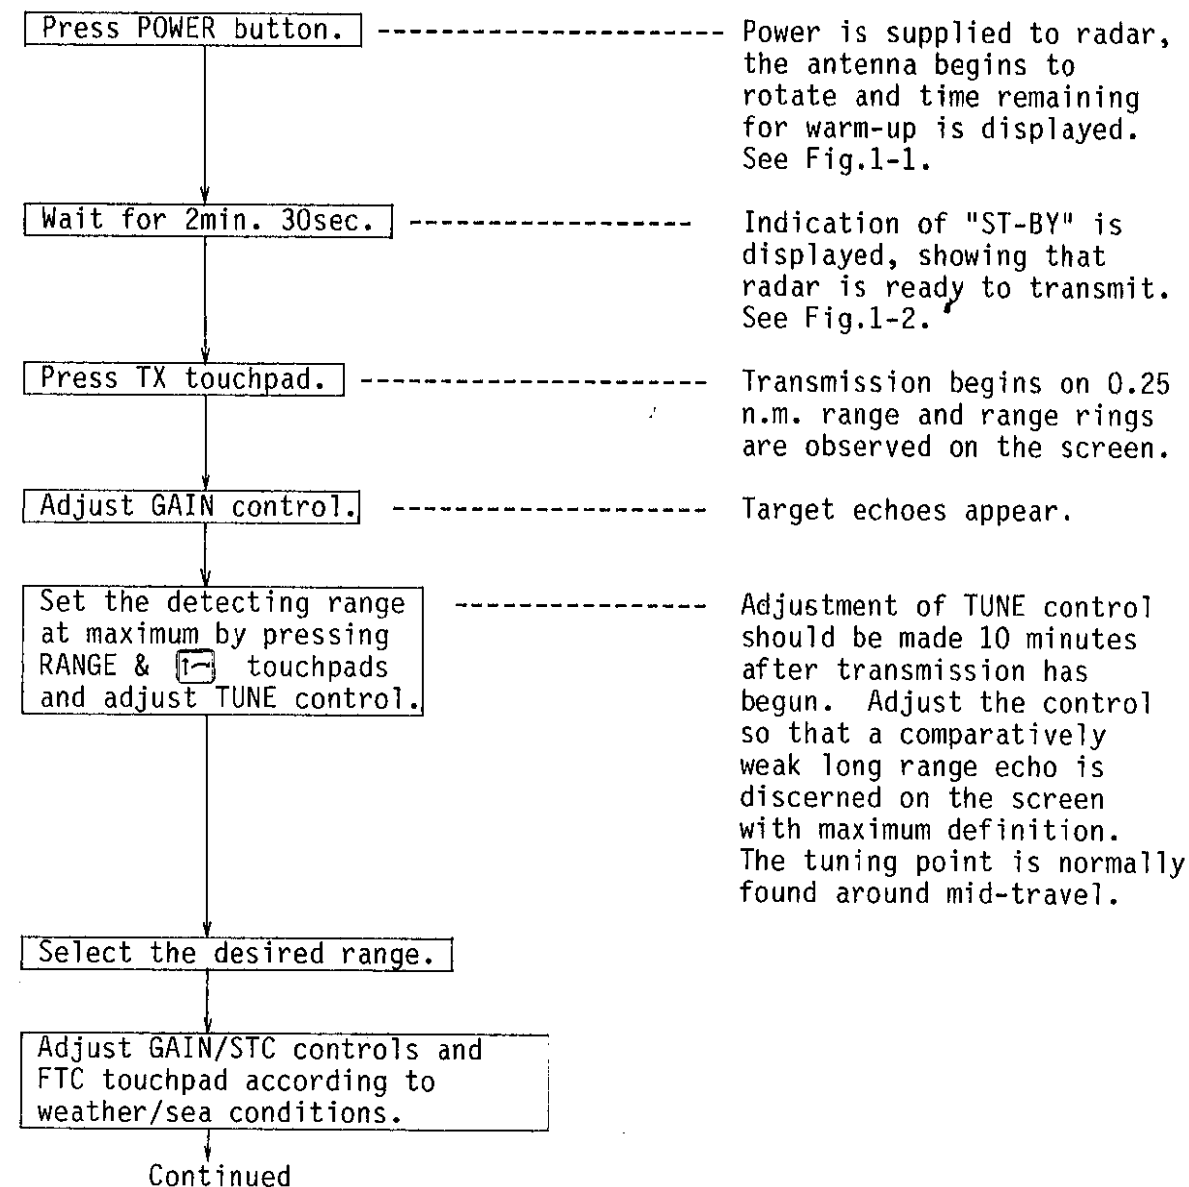 Press POWER button.
Power is supplied to radar,
the antenna begins to
rotate and time remaining
for warm-up is displayed.
See Fig.1-1.
Wait for 2min. 30sec.
Indication of "ST-BY" is
displayed, showing that
radar is ready to transmit.
See Fig.1-2.
Press TX touchpad.
Transmission begins on 0.25
n.m. range and range rings
are observed on the screen.
Adjust GAIN control.
Target echoes appear.
Set the detecting range
at maximum by pressing
RANGE & touchpads
and adjust TUNE control.
Adjustment of TUNE control
should be made 10 minutes
after transmission has
begun. Adjust the control
so that a comparatively
weak long range echo is
discerned on the screen
with maximum definition.
The tuning point is normally
found around mid-travel.
Select the desired range.
Adjust GAIN/STC controls and
FTC touchpad according to
weather/sea conditions.
Continued